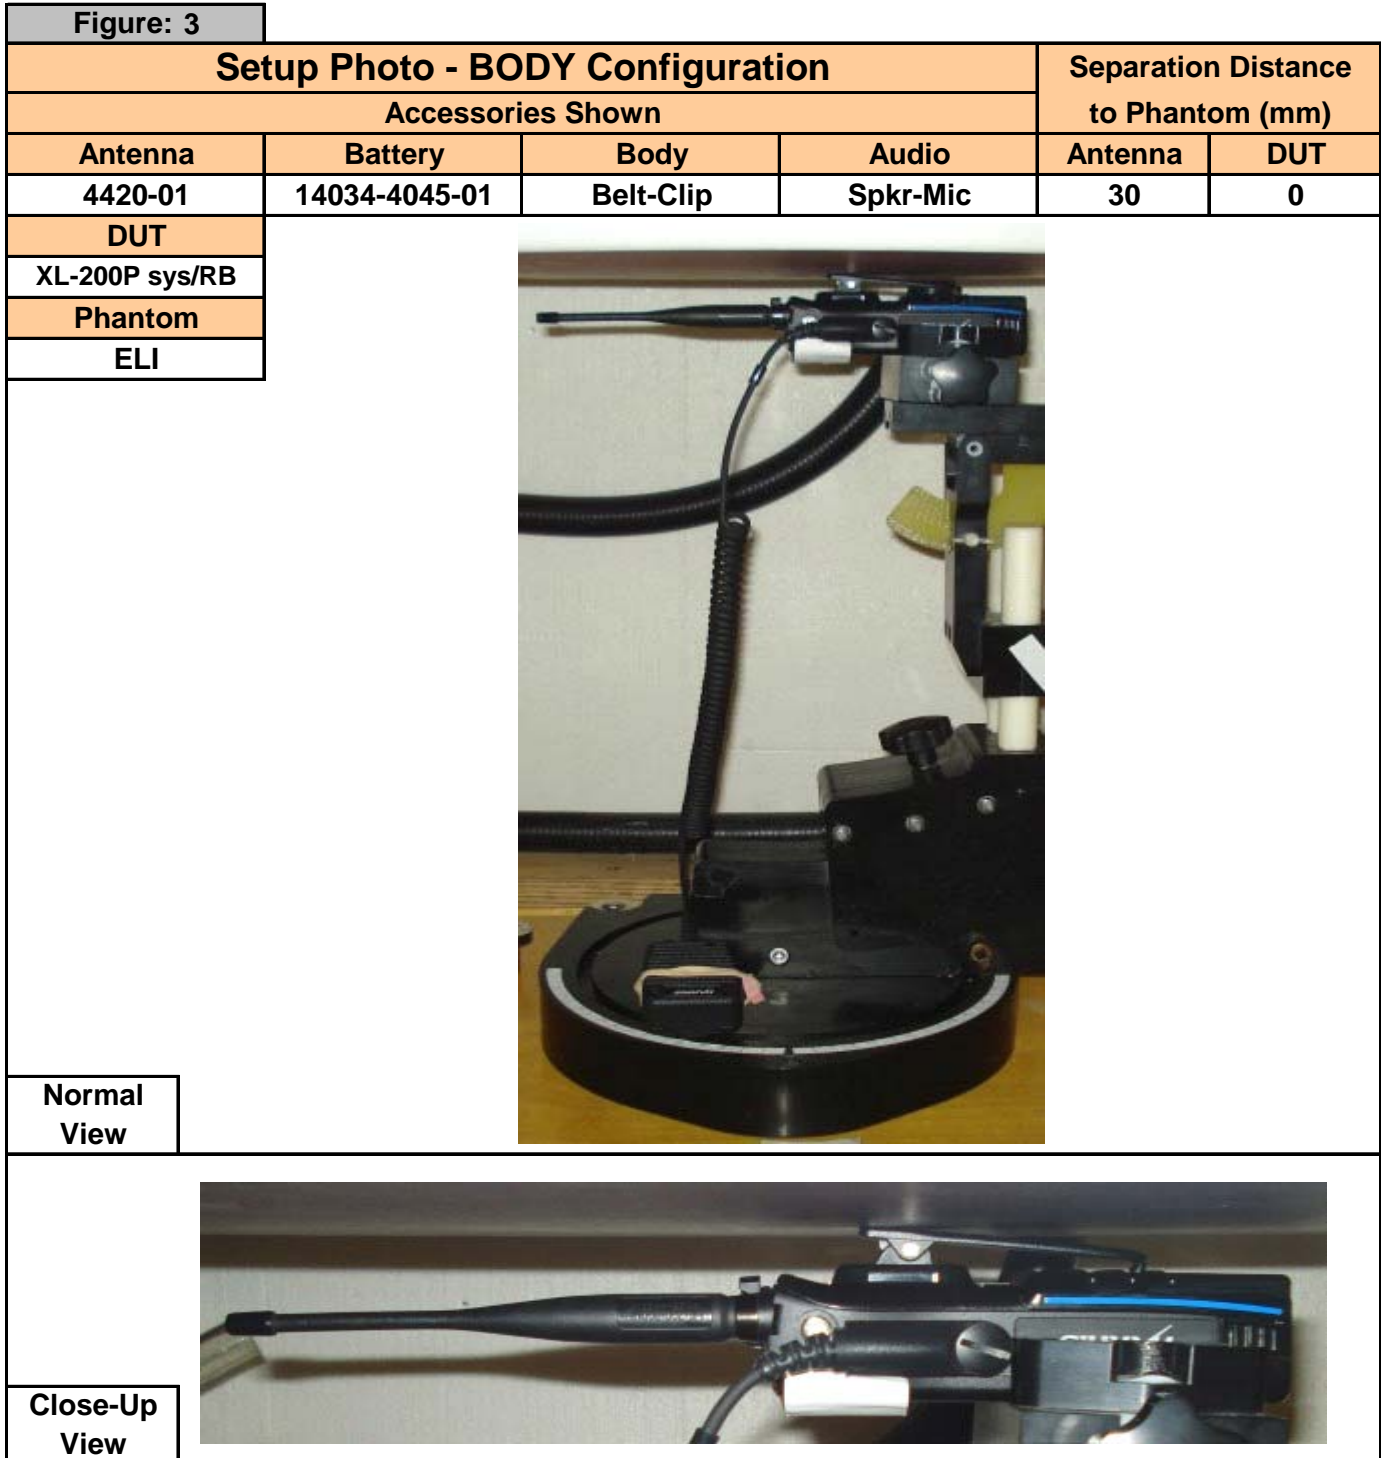 Figure: 3
Setup Photo - BODY Configuration
Separation Distance
to Phantom (mm)
Accessories Shown
Antenna Battery Body Audio Antenna DUT
4420-01 14034-4045-01 Belt-Clip Spkr-Mic 30 0
DUT
XL-200P sys/RB
Phantom
ELI
Normal
View
Close-Up
View